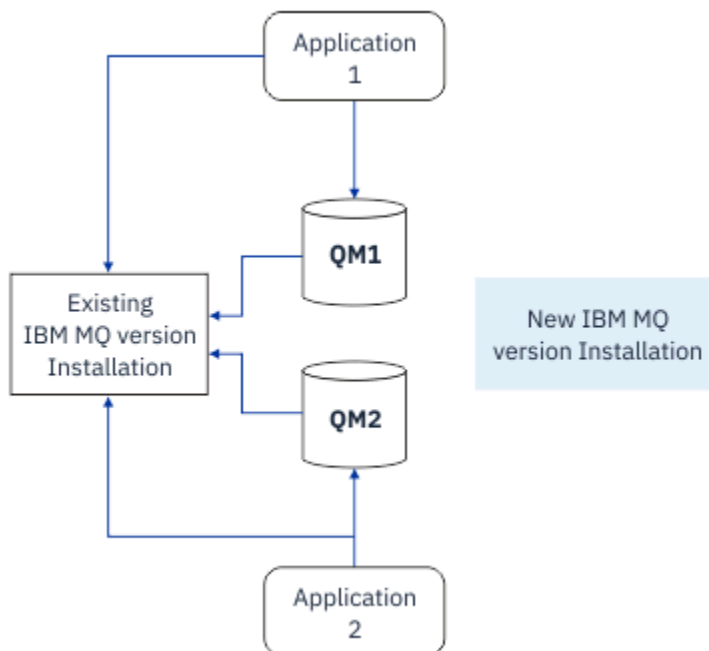 Application
1
QM1
Existing
IBM MQ version
Installation
New IBM MQ
version Installation
QM2
Application
2